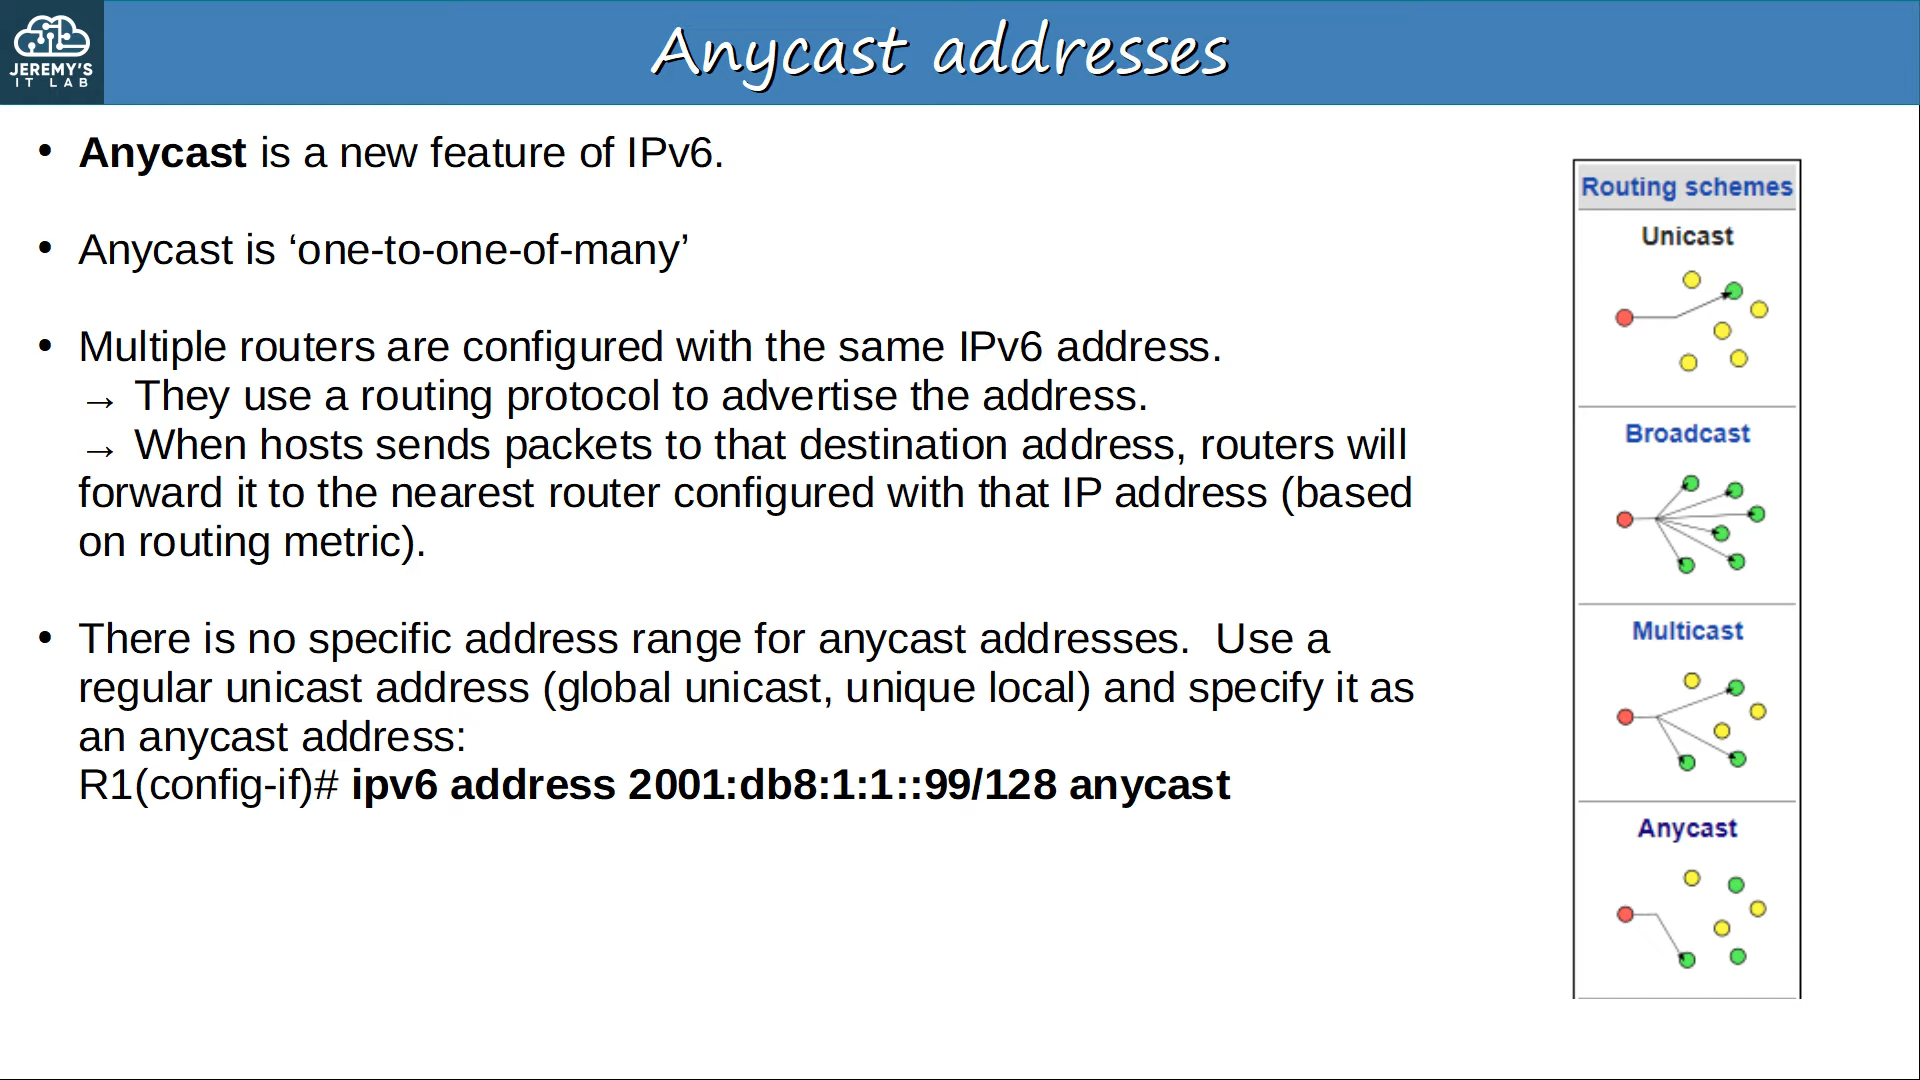 JEREMY'S
IT LAB
Anycast addresses
• Anycast is a new feature of IPv6.
• Anycast is ‘one-to-one-of-many’
• Multiple routers are configured with the same IPv6 address.
→ They use a routing protocol to advertise the address.
→ When hosts sends packets to that destination address, routers will
forward it to the nearest router configured with that IP address (based
on routing metric).
• There is no specific address range for anycast addresses.  Use a
regular unicast address (global unicast, unique local) and specify it as
an anycast address:
R1(config-if)# ipv6 address 2001:db8:1:1::99/128 anycast
Routing schemes
Unicast
Broadcast
Multicast
Anycast